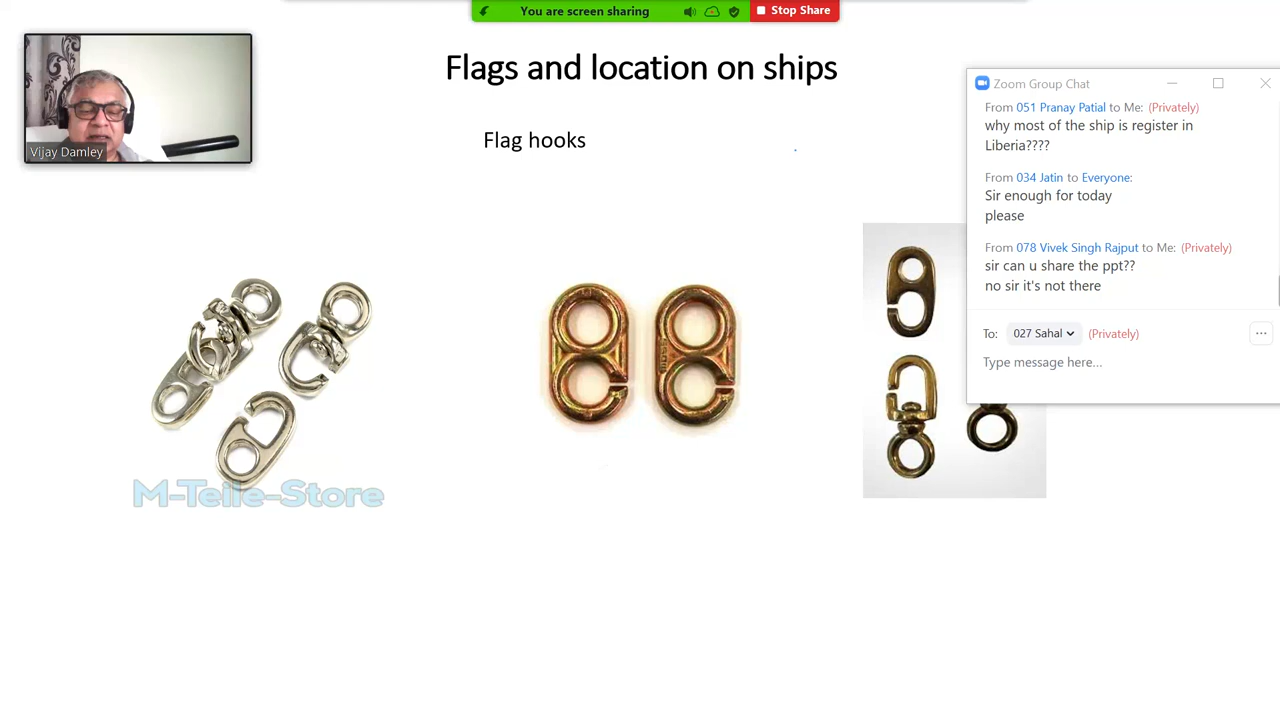 You are screen sharing
Stop Share
Flags and location on ships
Flag hooks
Vijay Damley
M-Teile-Store
Zoom Group Chat
From 051 Pranay Patial to Me: (Privately)
why most of the ship is register in
Liberia????
From 034 Jatin to Everyone:
Sir enough for today
please
From 078 Vivek Singh Rajput to Me: (Privately)
sir can u share the ppt??
no sir it's not there
To: 027 Sahal (Privately)
Type message here...